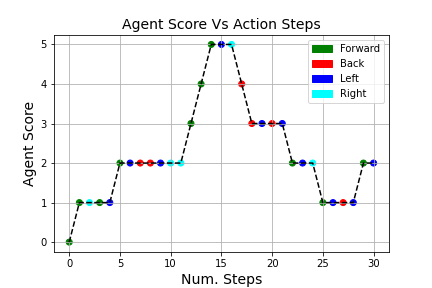 Agent Score Vs Action Steps
5
4
3
2
1
0
Agent Score
Forward
Back
Left
Right
0 5 10 15 20 25 30
Num. Steps